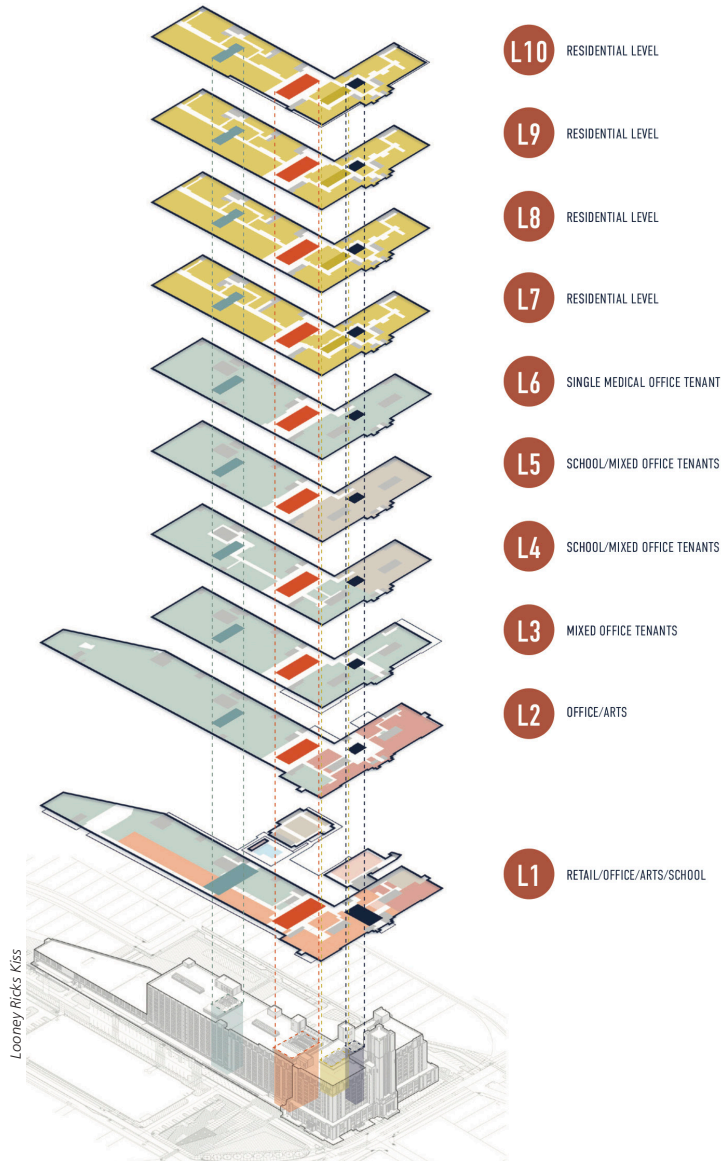 L10 RESIDENTIAL LEVEL
L9 RESIDENTIAL LEVEL
L8 RESIDENTIAL LEVEL
L7 RESIDENTIAL LEVEL
L6 SINGLE MEDICAL OFFICE TENANT
L5 SCHOOL/MIXED OFFICE TENANTS
L4 SCHOOL/MIXED OFFICE TENANTS
L3 MIXED OFFICE TENANTS
L2 OFFICE/ARTS
L1 RETAIL/OFFICE/ARTS/SCHOOL
Looney Ricks Kiss